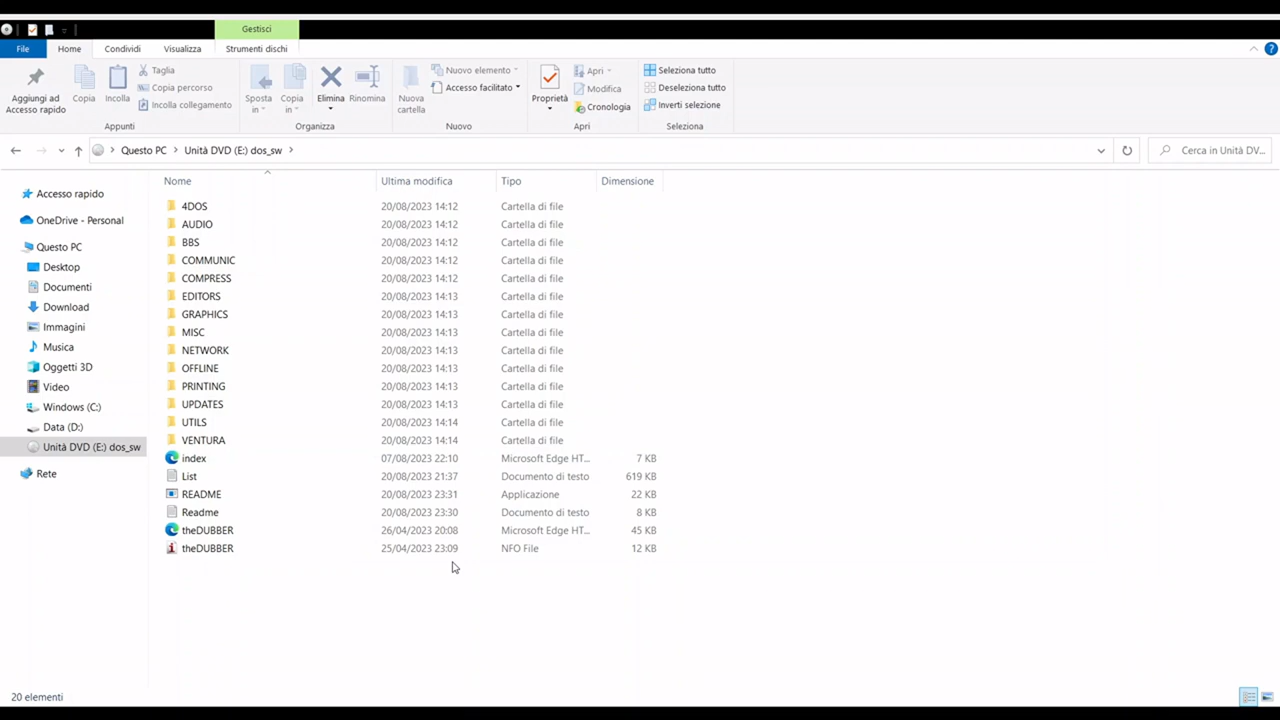 Gestisci
File Home Condividi Visualizza Strumenti dischi
Aggiungi ad Accesso rapido
Copia
Incolla
Taglia
Copia percorso
Incolla collegamento
Appunti
Sposta in
Copia in
Elimina
Rinomina
Organizza
Nuova cartella
Nuovo elemento
Accesso facilitato
Nuovo
Proprietà
Apri
Modifica
Cronologia
Apri
Seleziona tutto
Deseleziona tutto
Inverti selezione
Seleziona
Questo PC > Unità DVD (E:) dos_sw >
Cerca in Unità DV...
Accesso rapido
OneDrive - Personal
Questo PC
Desktop
Documenti
Download
Immagini
Musica
Oggetti 3D
Video
Windows (C:)
Data (D:)
Unità DVD (E:) dos_sw
Rete
Nome Ultima modifica Tipo Dimensione
4DOS 20/08/2023 14:12 Cartella di file
AUDIO 20/08/2023 14:12 Cartella di file
BBS 20/08/2023 14:12 Cartella di file
COMMUNIC 20/08/2023 14:12 Cartella di file
COMPRESS 20/08/2023 14:12 Cartella di file
EDITORS 20/08/2023 14:13 Cartella di file
GRAPHICS 20/08/2023 14:13 Cartella di file
MISC 20/08/2023 14:13 Cartella di file
NETWORK 20/08/2023 14:13 Cartella di file
OFFLINE 20/08/2023 14:13 Cartella di file
PRINTING 20/08/2023 14:13 Cartella di file
UPDATES 20/08/2023 14:13 Cartella di file
UTILS 20/08/2023 14:14 Cartella di file
VENTURA 20/08/2023 14:14 Cartella di file
index 07/08/2023 22:10 Microsoft Edge HT... 7 KB
List 20/08/2023 21:37 Documento di testo 619 KB
README 20/08/2023 23:31 Applicazione 22 KB
Readme 20/08/2023 23:30 Documento di testo 8 KB
theDUBBER 26/04/2023 20:08 Microsoft Edge HT... 45 KB
theDUBBER 25/04/2023 23:09 NFO File 12 KB
20 elementi